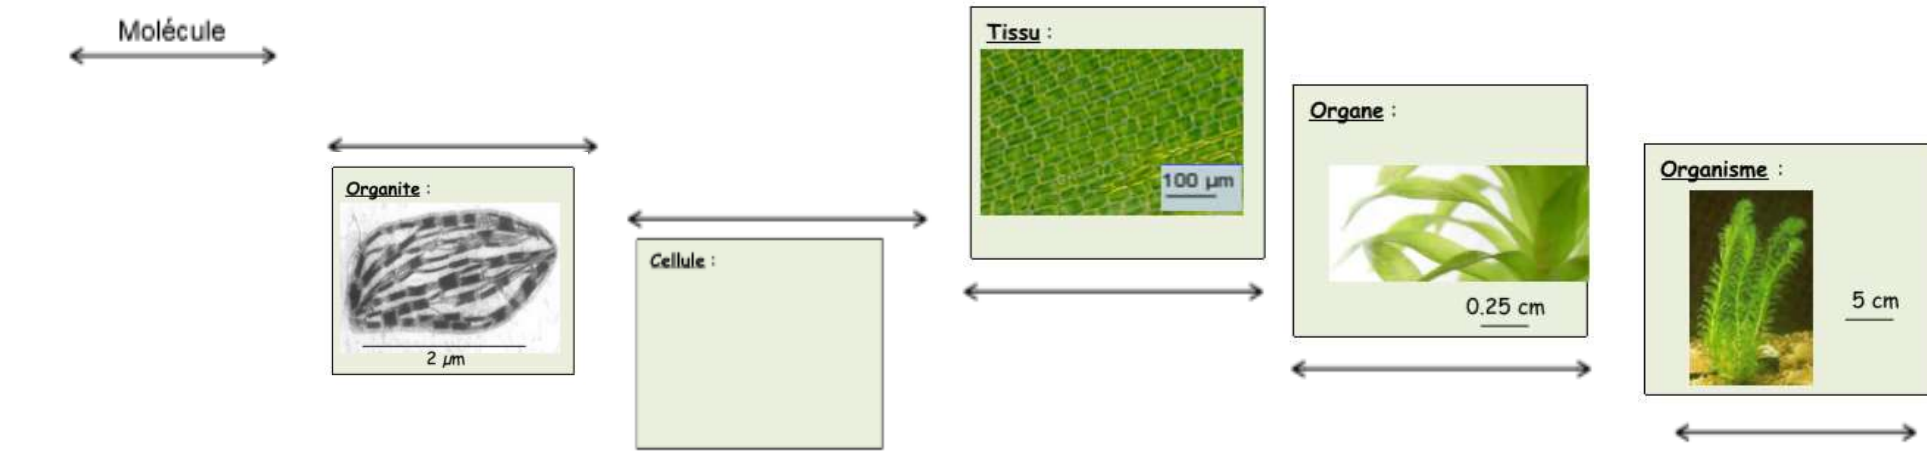 Molécule
Organite :
2 µm
Cellule :
Tissu :
100 µm
Organe :
0.25 cm
Organisme :
5 cm